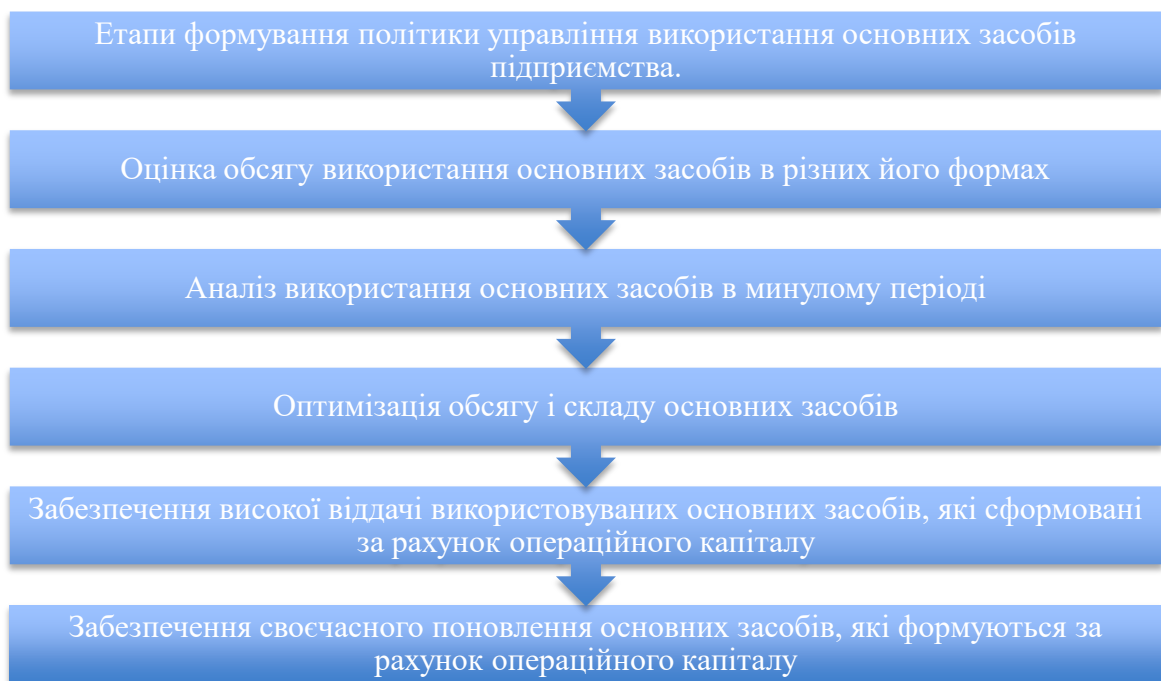 Етапи формування політики управління використання основних засобів
підприємства.
Оцінка обсягу використання основних засобів в різних його формах
Аналіз використання основних засобів в минулому періоді
Оптимізація обсягу і складу основних засобів
Забезпечення високої віддачі використовуваних основних засобів, які сформовані
за рахунок операційного капіталу
Забезпечення своєчасного поновлення основних засобів, які формуються за
рахунок операційного капіталу